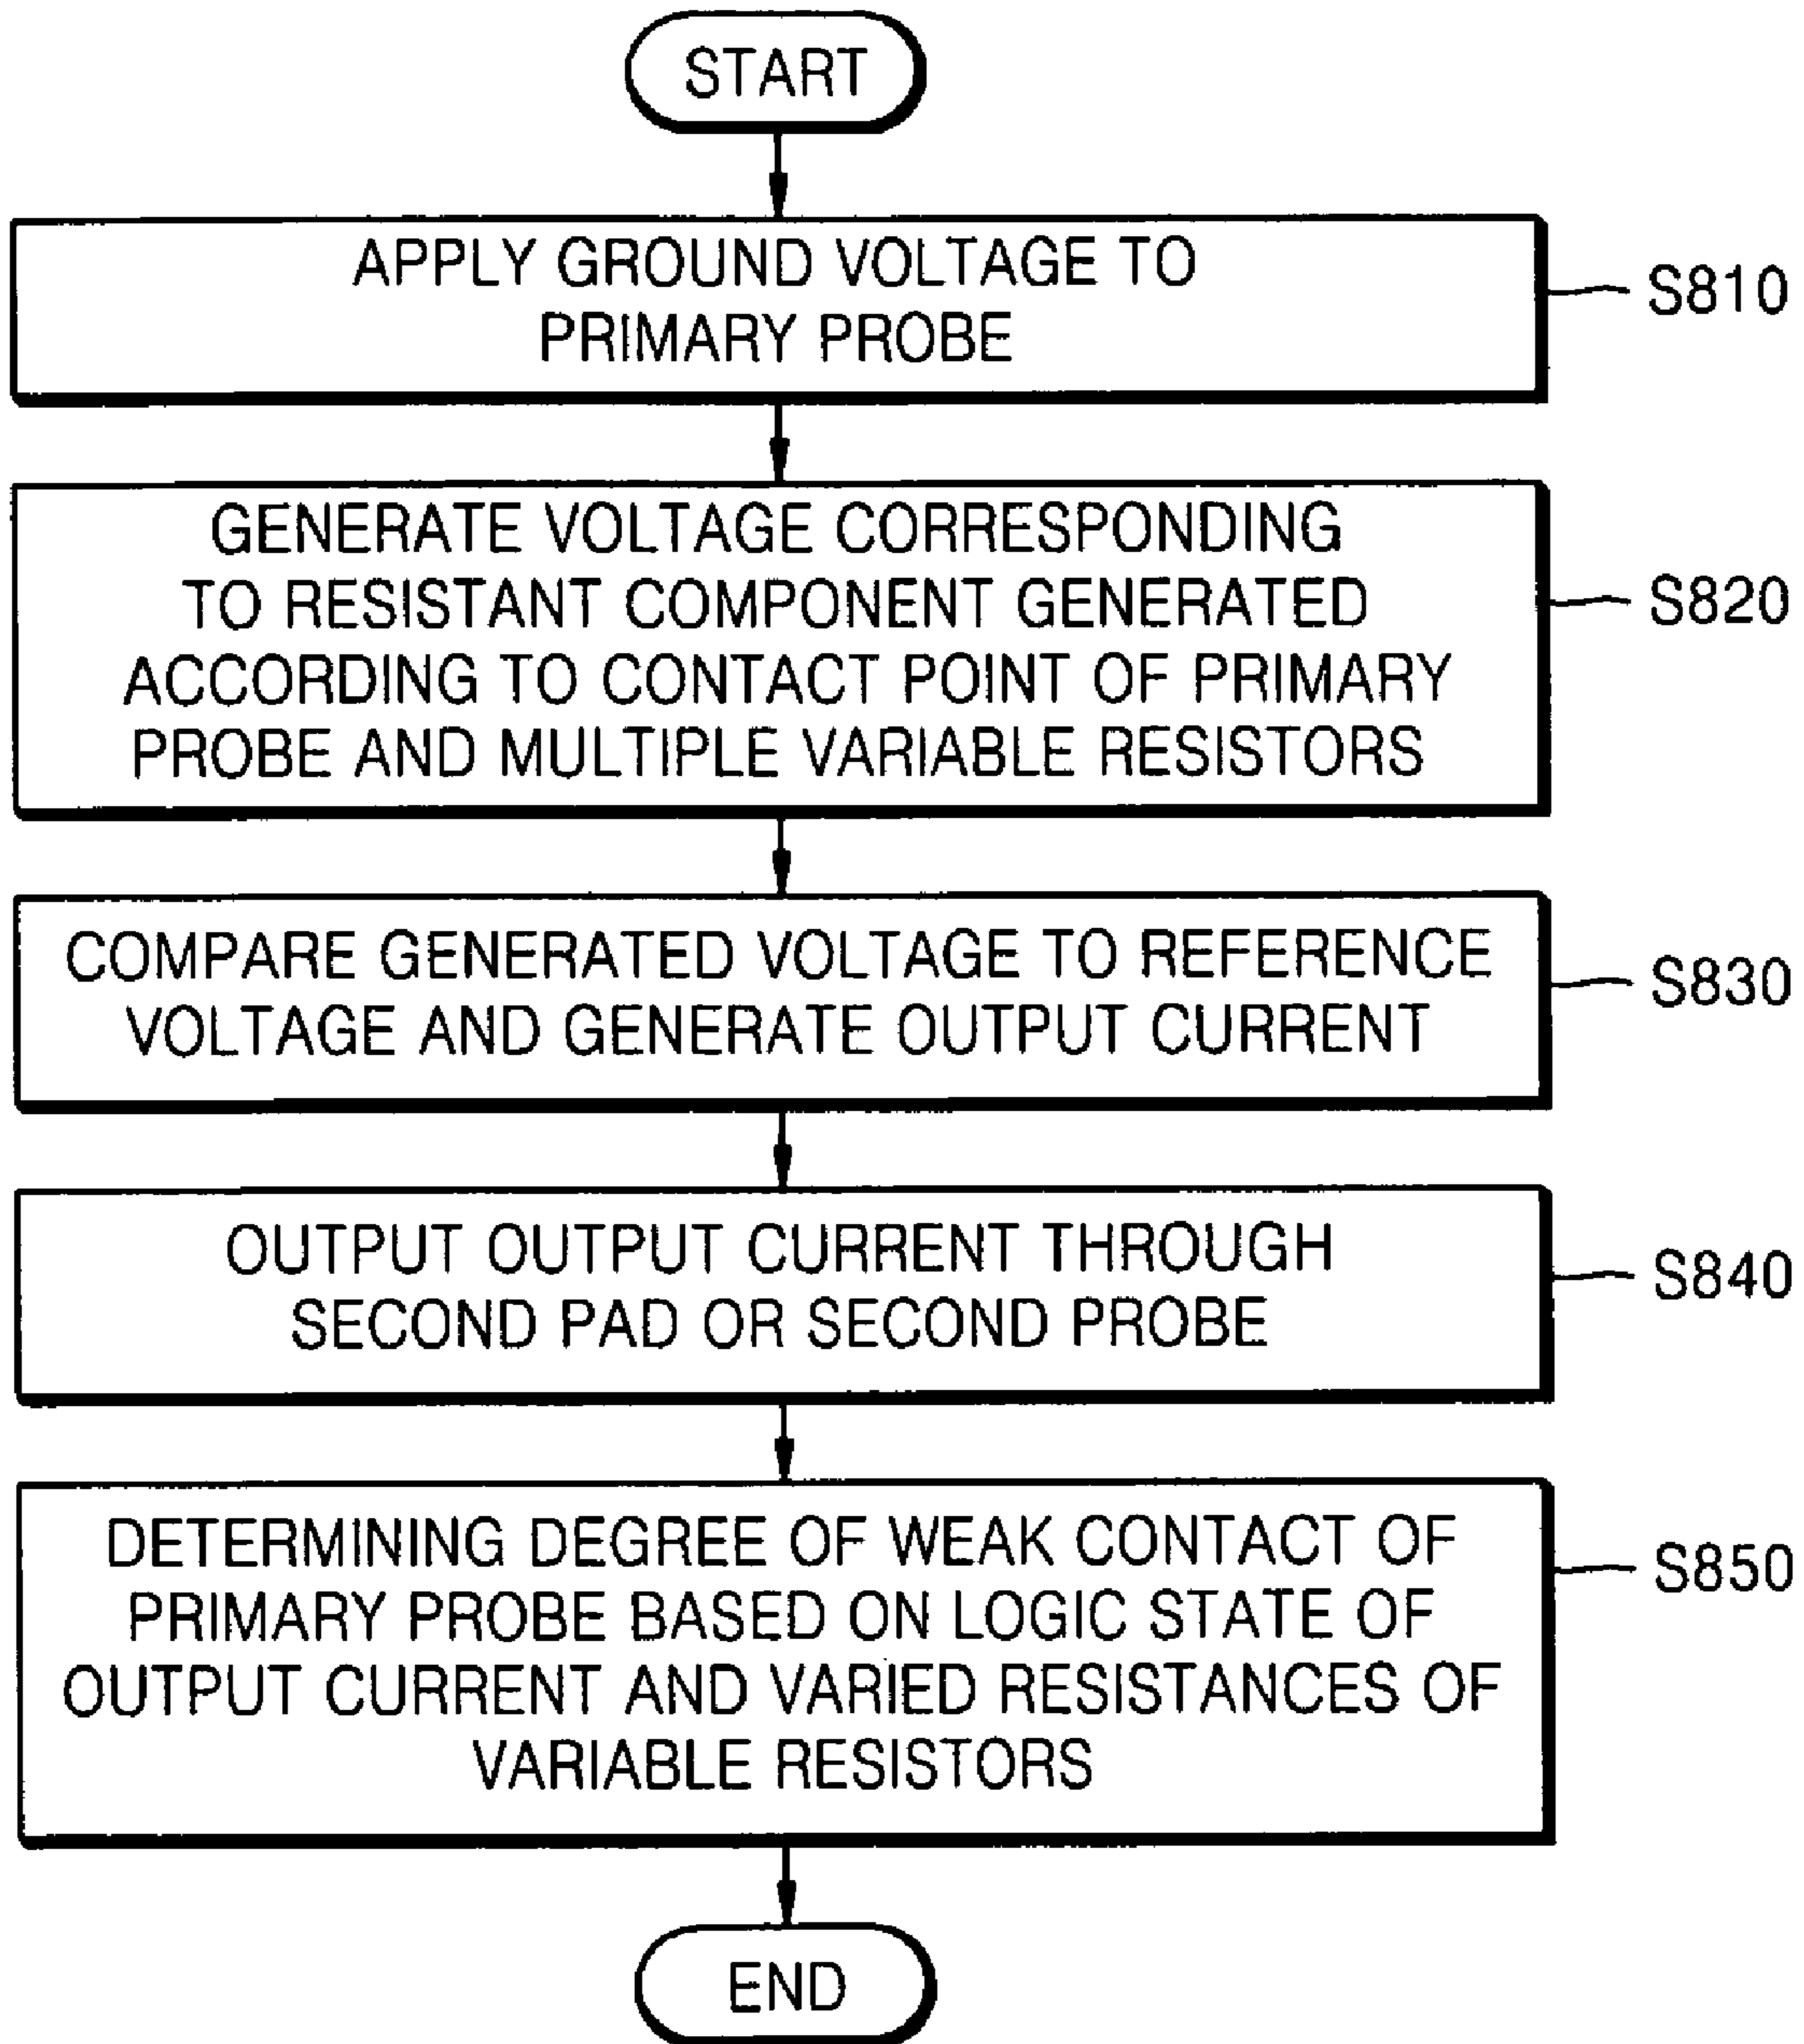 START
APPLY GROUND VOLTAGE TO
PRIMARY PROBE
S810
GENERATE VOLTAGE CORRESPONDING
TO RESISTANT COMPONENT GENERATED
ACCORDING TO CONTACT POINT OF PRIMARY
PROBE AND MULTIPLE VARIABLE RESISTORS
S820
COMPARE GENERATED VOLTAGE TO REFERENCE
VOLTAGE AND GENERATE OUTPUT CURRENT
S830
OUTPUT OUTPUT CURRENT THROUGH
SECOND PAD OR SECOND PROBE
S840
DETERMINING DEGREE OF WEAK CONTACT OF
PRIMARY PROBE BASED ON LOGIC STATE OF
OUTPUT CURRENT AND VARIED RESISTANCES OF
VARIABLE RESISTORS
S850
END